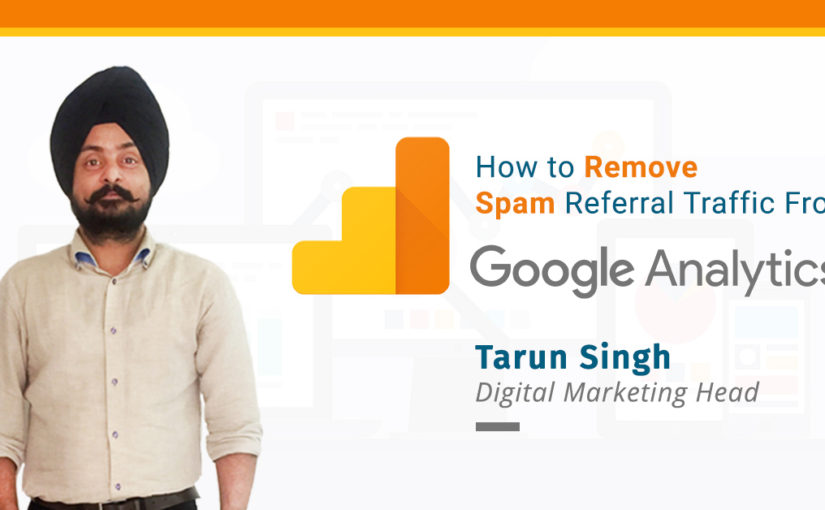 How to Remove
Spam Referral Traffic Fro
Google Analytics
Tarun Singh
Digital Marketing Head